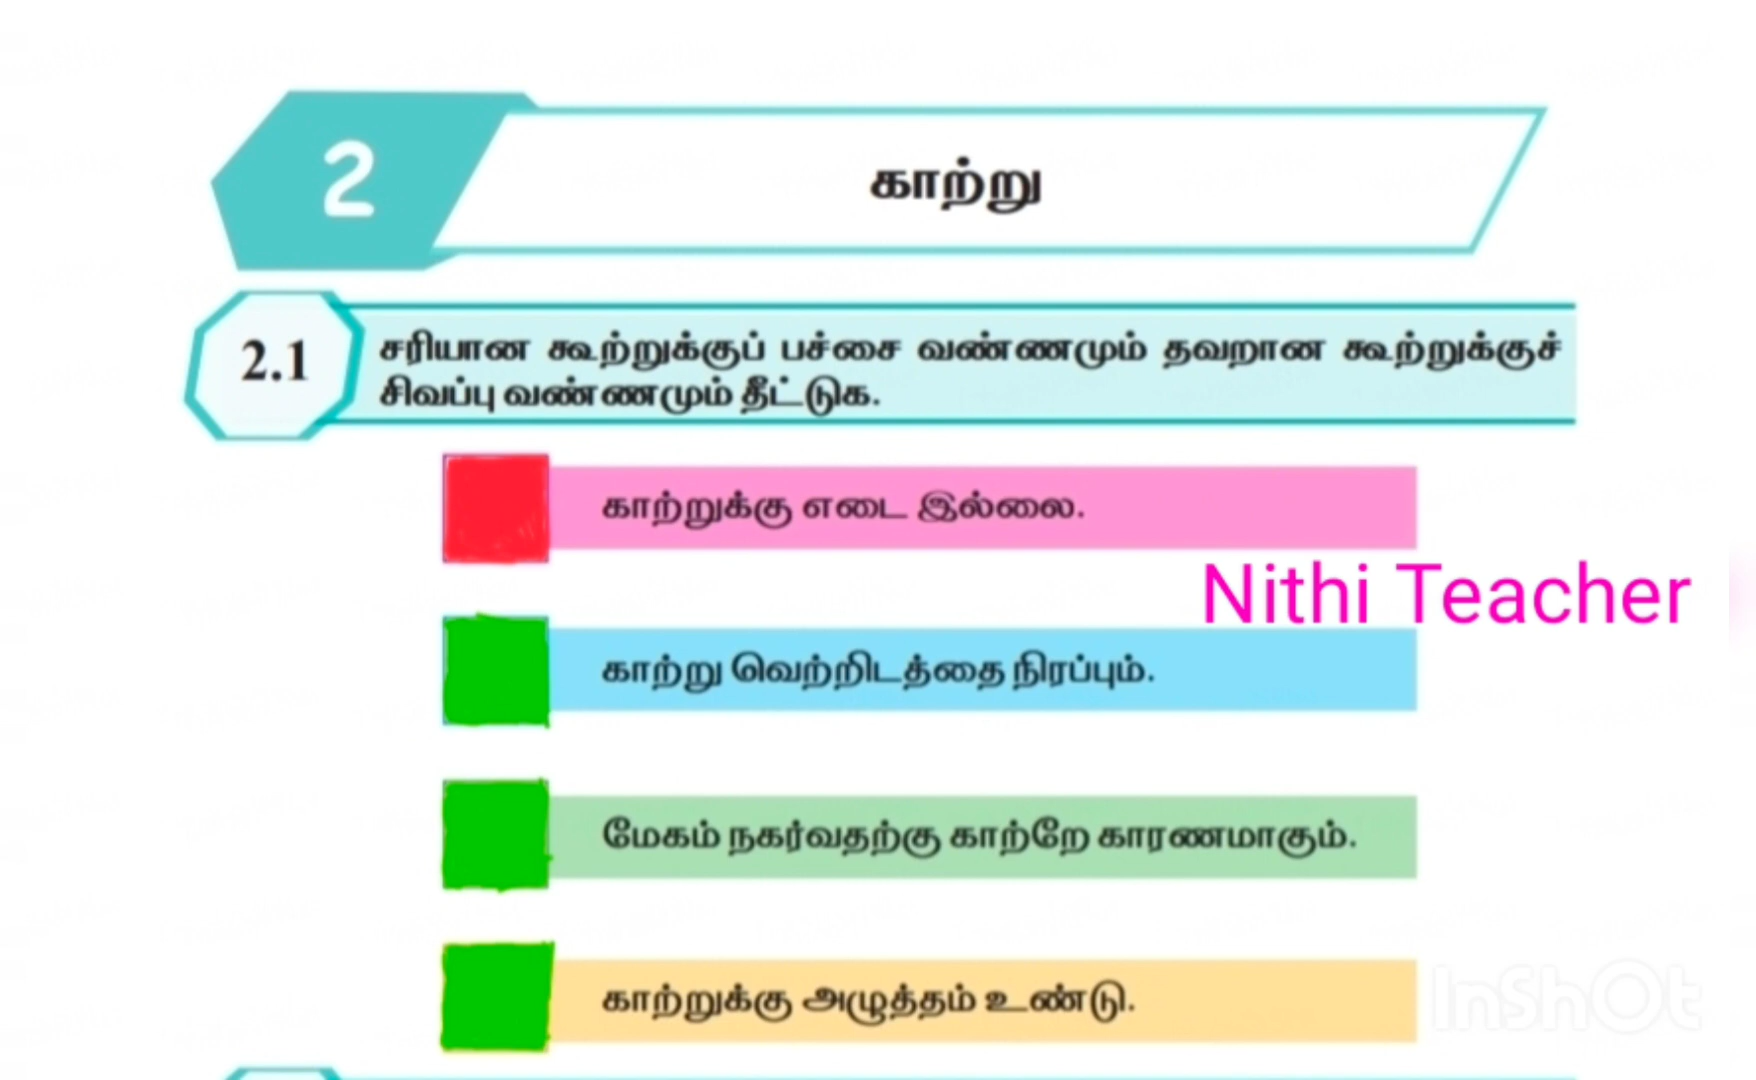 2
காற்று
2.1
சரியான கூற்றுக்குப் பச்சை வண்ணமும் தவறான கூற்றுக்குச்
சிவப்பு வண்ணமும் தீட்டுக.
காற்றுக்கு எடை இல்லை.
Nithi Teacher
காற்று வெற்றிடத்தை நிரப்பும்.
மேகம் நகர்வதற்கு காற்றே காரணமாகும்.
காற்றுக்கு அழுத்தம் உண்டு.
InShOt